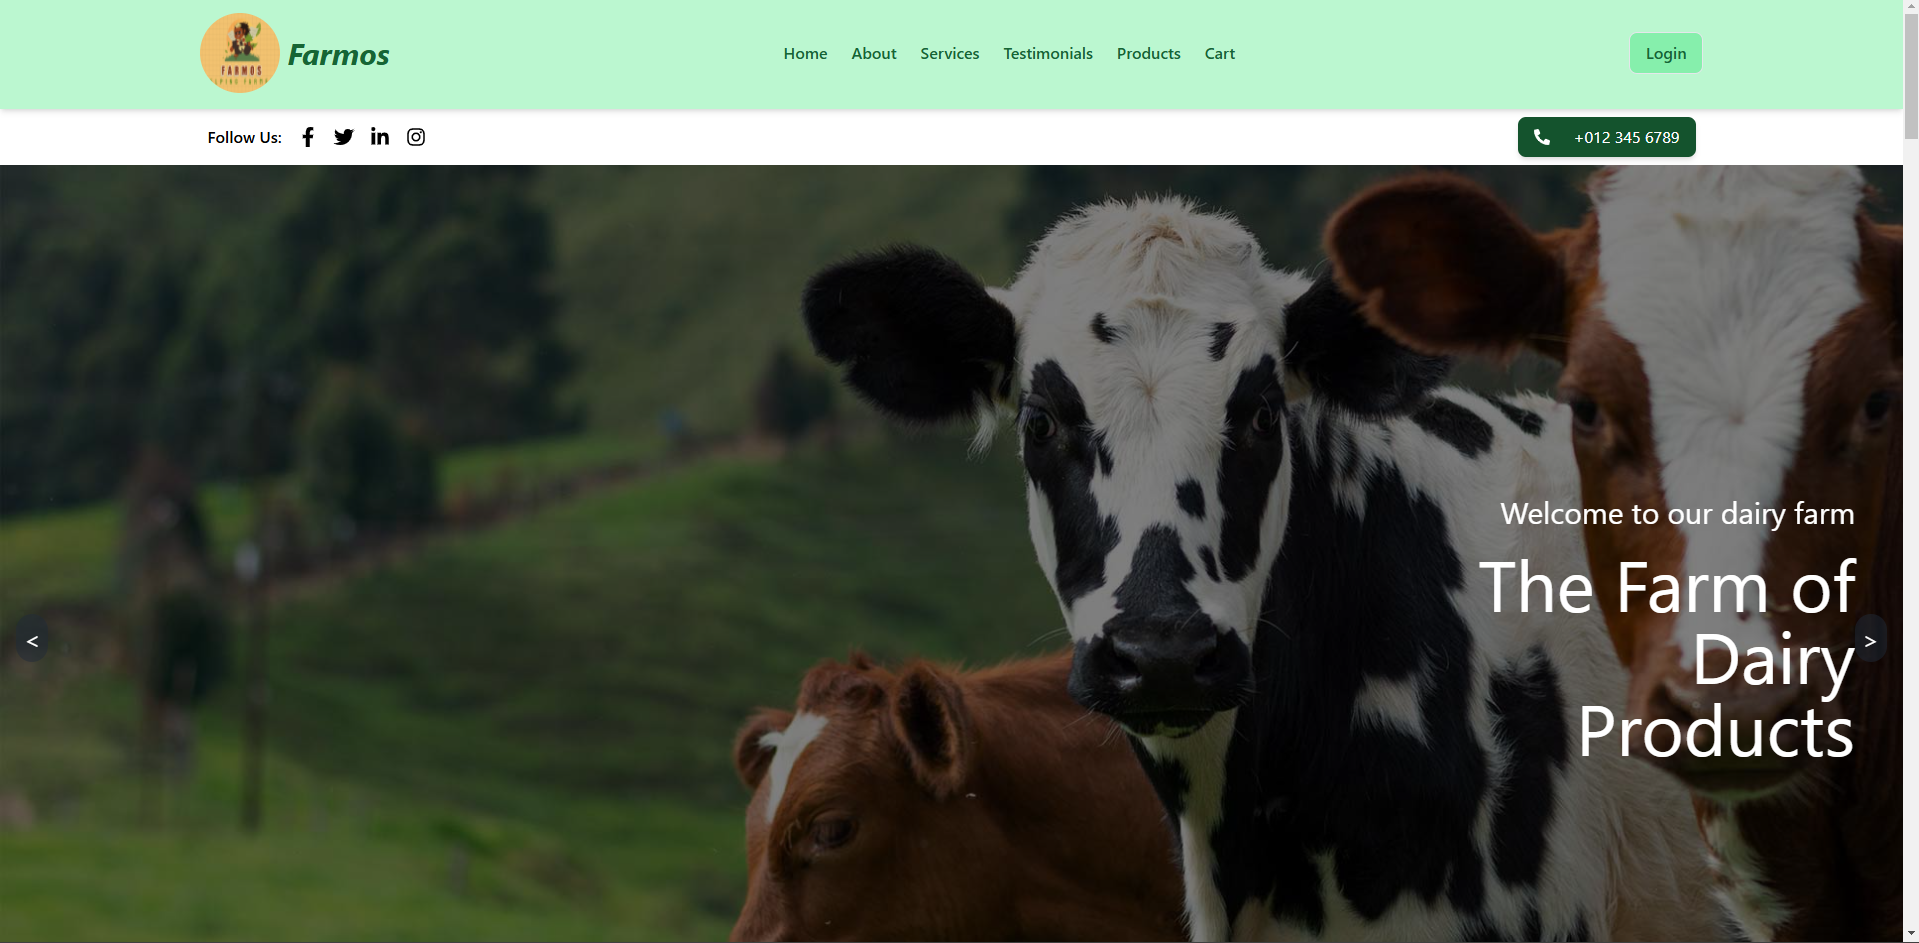 FARMOS
Farmos
Home About Services Testimonials Products Cart
Login
Follow Us:
+012 345 6789
Welcome to our dairy farm
The Farm of
Dairy
Products
<
>